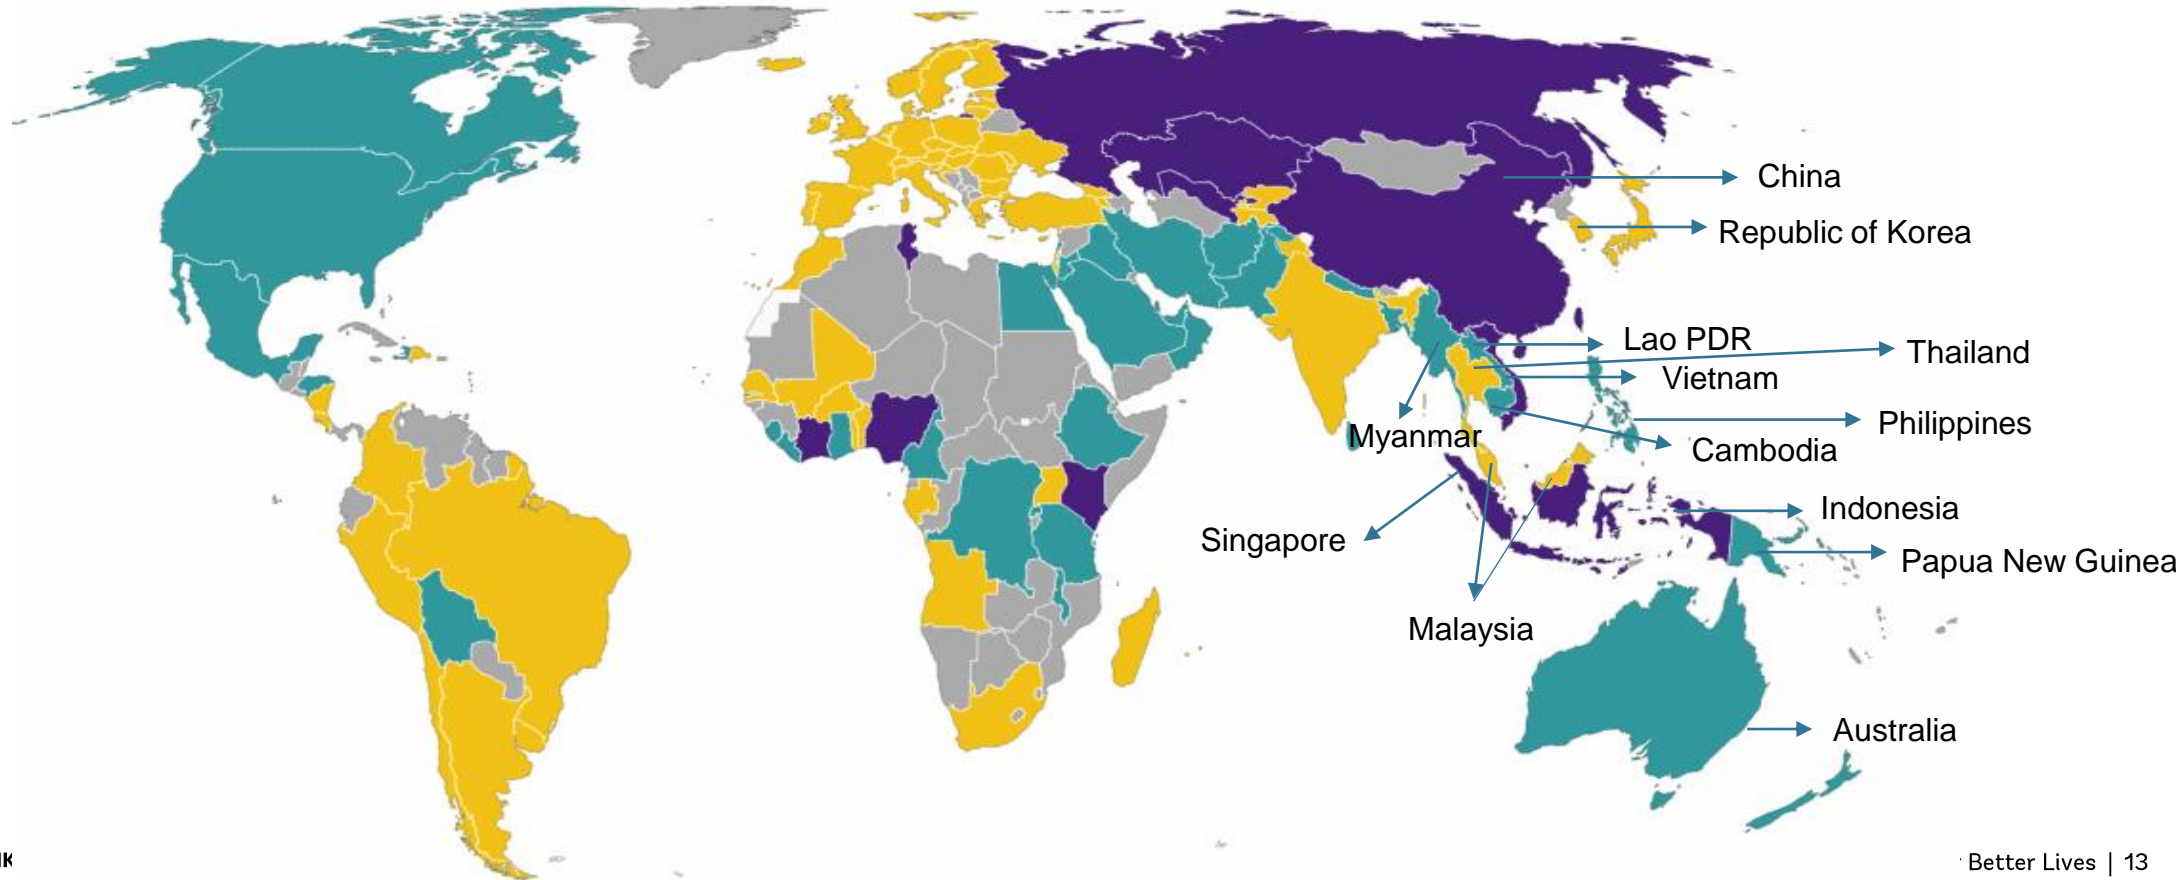 China
Republic of Korea
Lao PDR
Thailand
Vietnam
Philippines
Myanmar
Cambodia
Indonesia
Singapore
Papua New Guinea
Malaysia
Australia
Better Lives | 13